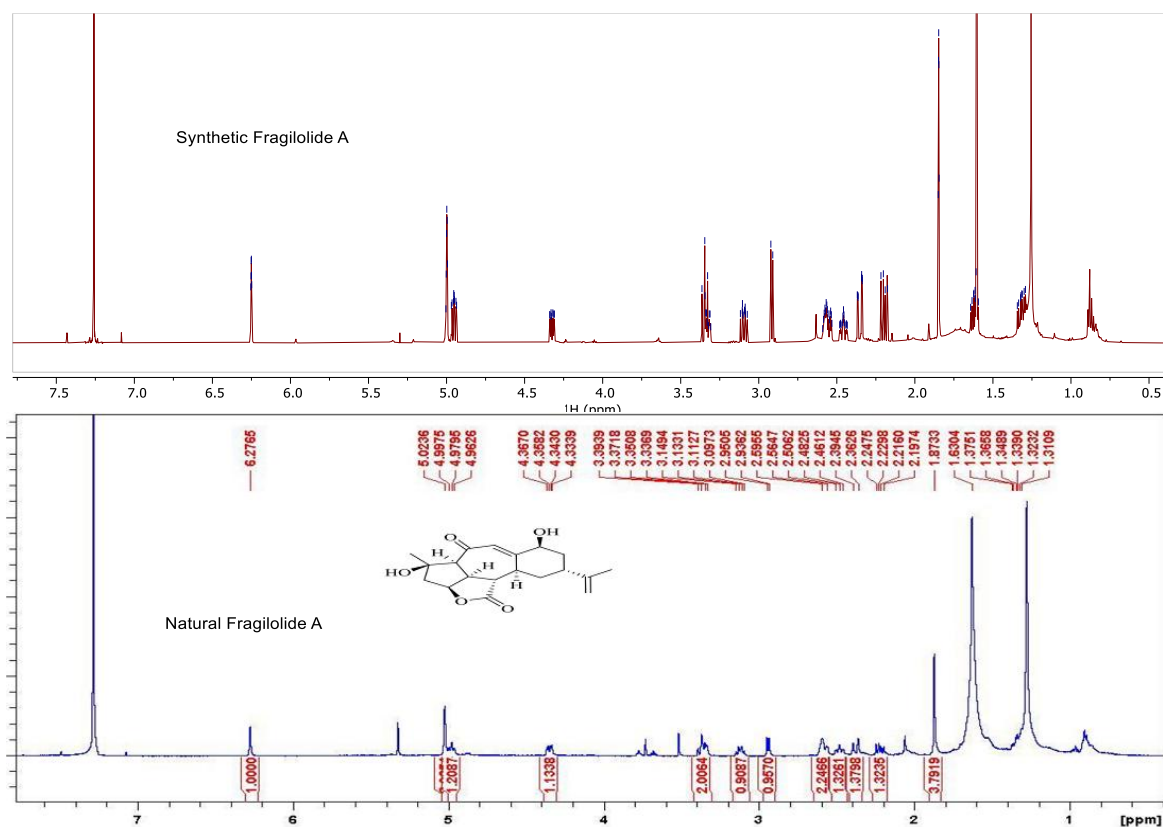 Synthetic Fragilolide A
7.5 7.0 6.5 6.0 5.5 5.0 4.5 4.0 3.5 3.0 2.5 2.0 1.5 1.0 0.5
¹H (ppm)
6.2765 5.0236 4.9975 4.9795 4.9626 4.3670 4.3582 4.3430 4.3339 3.3939 3.3718 3.3508 3.3369 3.1494 3.1331 3.1127 3.0973 2.9505 2.9362 2.5955 2.5647 2.5062 2.4825 2.4612 2.3945 2.3626 2.2475 2.2298 2.2160 2.1974 1.8733 1.6304 1.3751 1.3658 1.3489 1.3390 1.3232 1.3109
O OH
H
H
HO
H
O
O
Natural Fragilolide A
1.0000 1.2087 1.1338 2.0064 0.9087 0.9570 2.2466 1.3261 1.3798 1.3235 3.7919
7 6 5 4 3 2 1 [ppm]